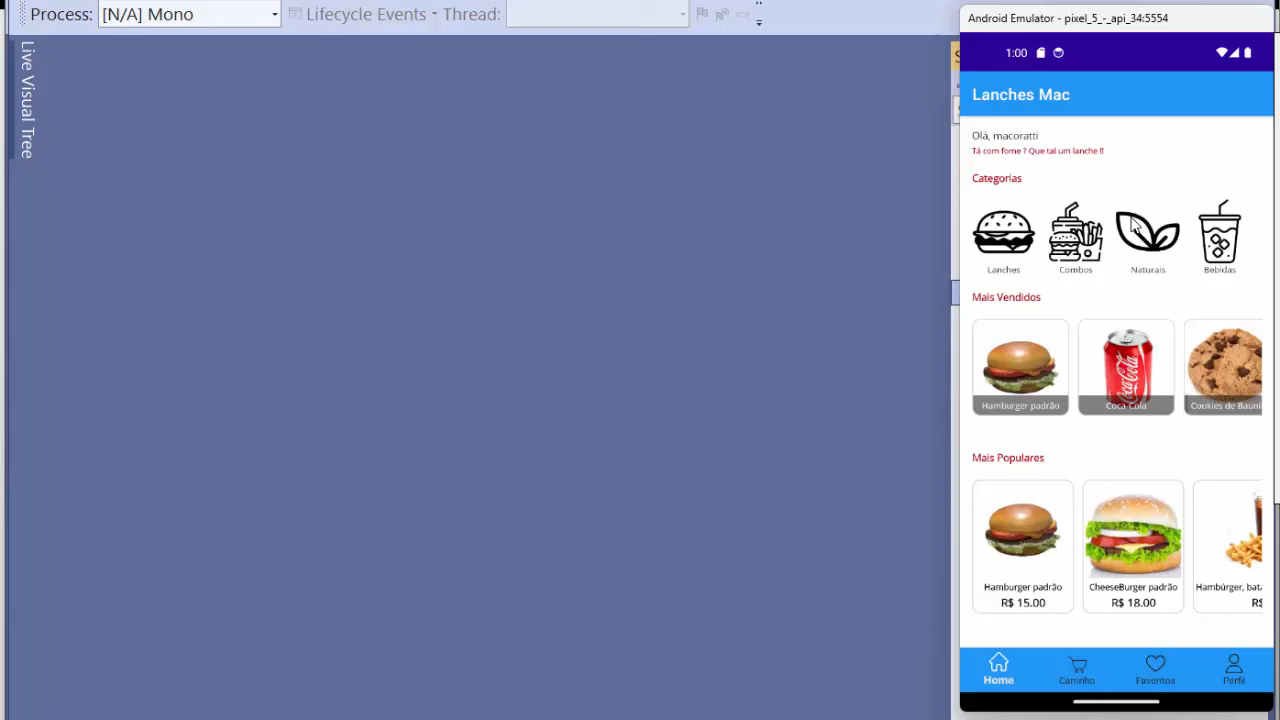 Process: [N/A] Mono Lifecycle Events Thread:
Live Visual Tree
Android Emulator - pixel_5_-_api_34:5554
1:00
Lanches Mac
Olá, macoratti
Tá com fome ? Que tal um lanche !!
Categorias
Lanches Combos Naturais Bebidas
Mais Vendidos
Hamburger padrão Coca-Cola Cookies de Bauni
Mais Populares
Hamburger padrão CheeseBurger padrão Hambúrger, bata
R$ 15.00 R$ 18.00 R$
Home Carrinho Favoritos Perfil